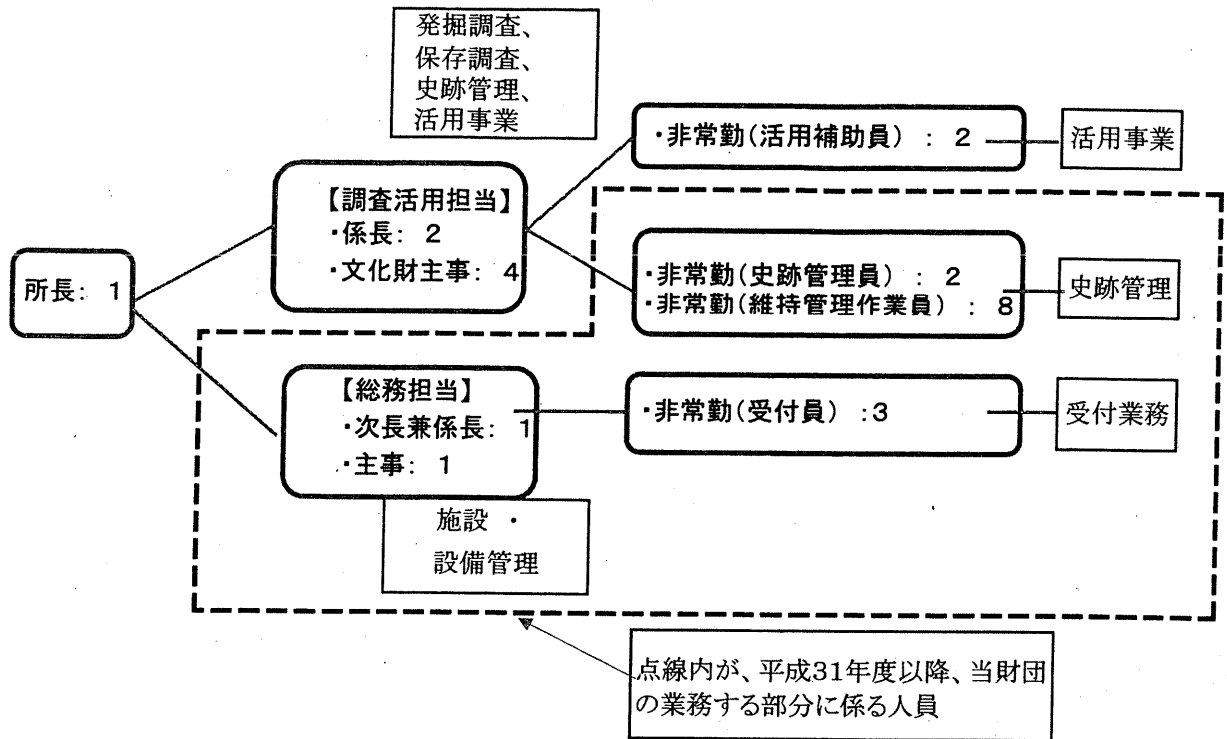 発掘調査、
保存調査、
史跡管理、
活用事業
・非常勤(活用補助員) : 2
活用事業
【調査活用担当】
・係長: 2
・文化財主事: 4
所長: 1
・非常勤(史跡管理員) : 2
・非常勤(維持管理作業員) : 8
史跡管理
【総務担当】
・次長兼係長: 1
・主事: 1
・非常勤(受付員) :3
受付業務
施設 ・
設備管理
点線内が、平成31年度以降、当財団
の業務する部分に係る人員